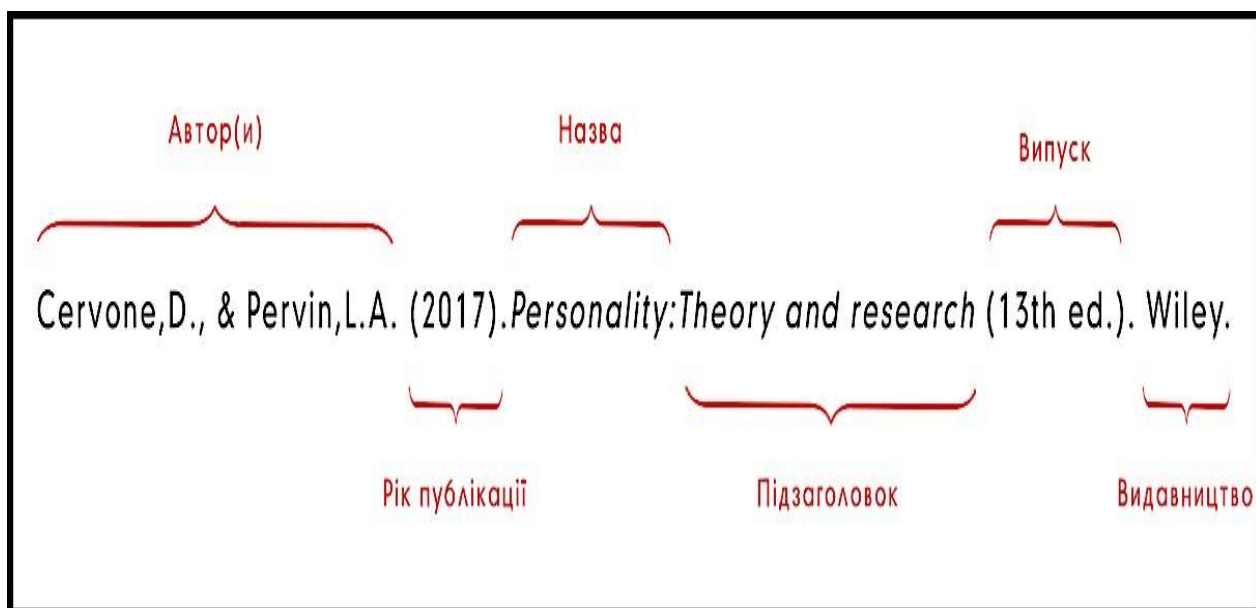 Автор(и) Назва Випуск
Cervone,D., & Pervin,L.A. (2017).Personality:Theory and research (13th ed.). Wiley.
Рік публікації Підзаголовок Видавництво